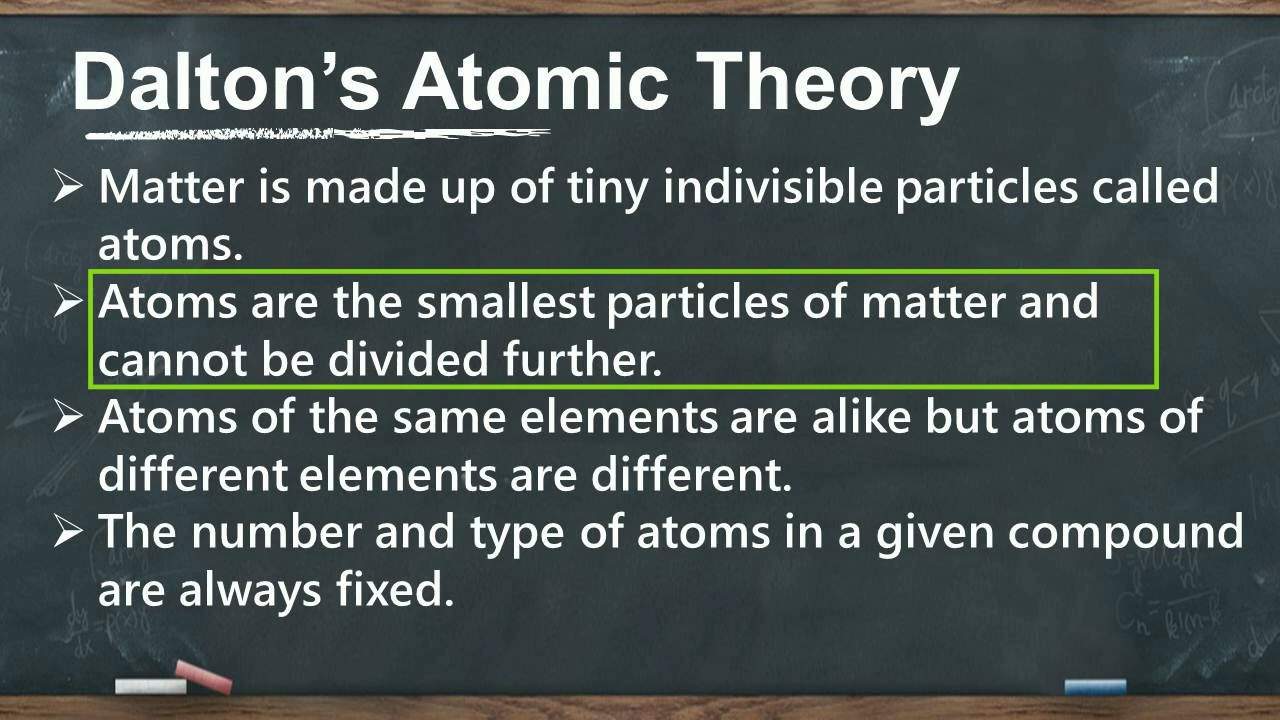 Dalton’s Atomic Theory
➢ Matter is made up of tiny indivisible particles called
atoms.
➢ Atoms are the smallest particles of matter and
cannot be divided further.
➢ Atoms of the same elements are alike but atoms of
different elements are different.
➢ The number and type of atoms in a given compound
are always fixed.